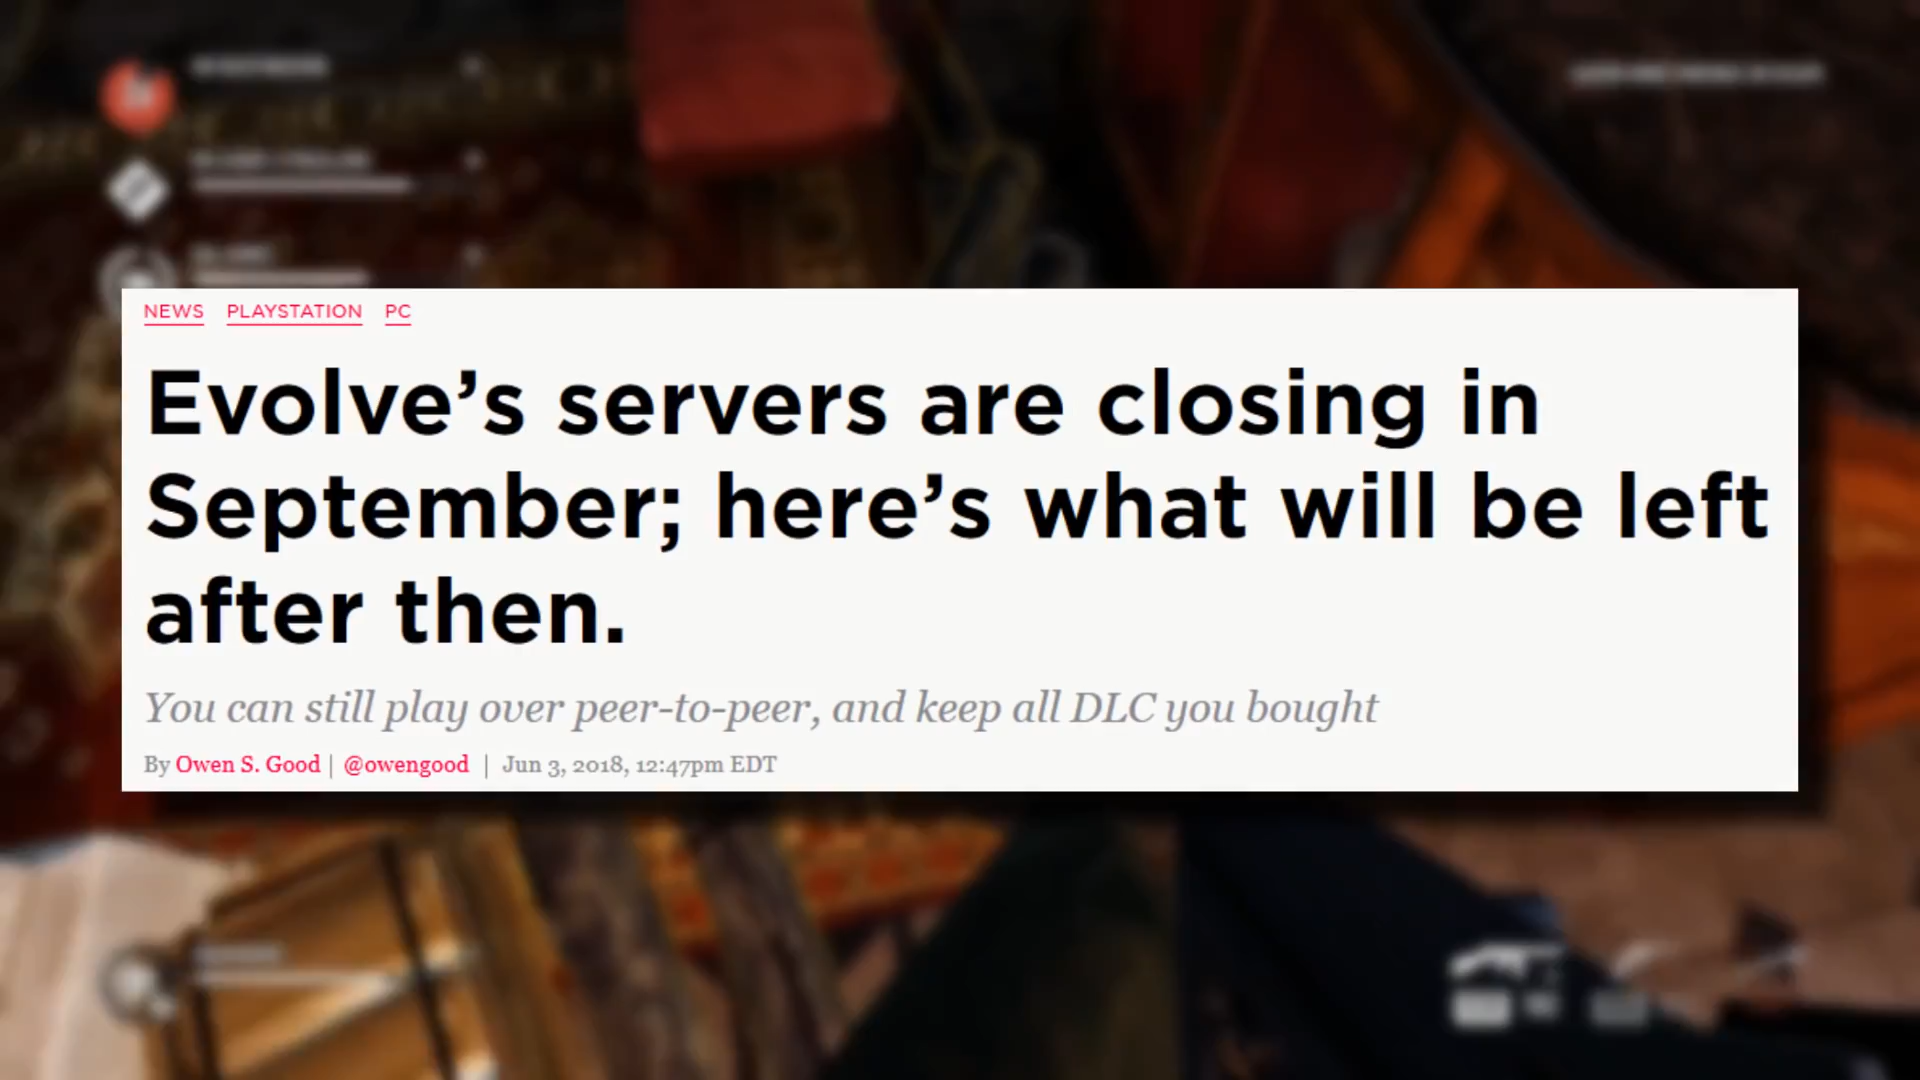 NEWS PLAYSTATION PC
Evolve’s servers are closing in
September; here’s what will be left
after then.
You can still play over peer-to-peer, and keep all DLC you bought
By Owen S. Good | @owengood | Jun 3, 2018, 12:47pm EDT